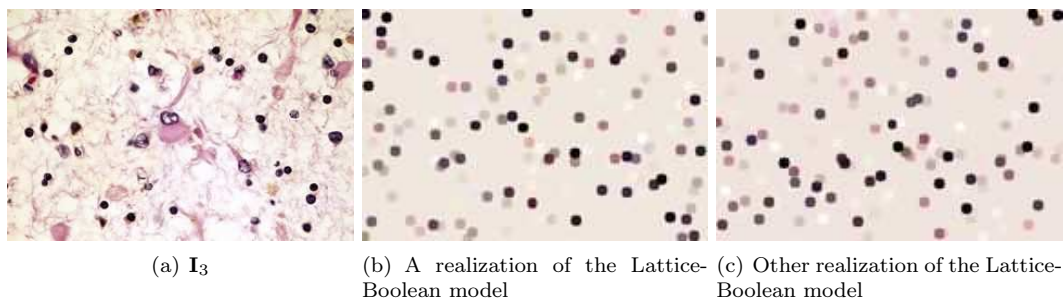 (a) I₃
(b) A realization of the Lattice-
Boolean model
(c) Other realization of the Lattice-
Boolean model